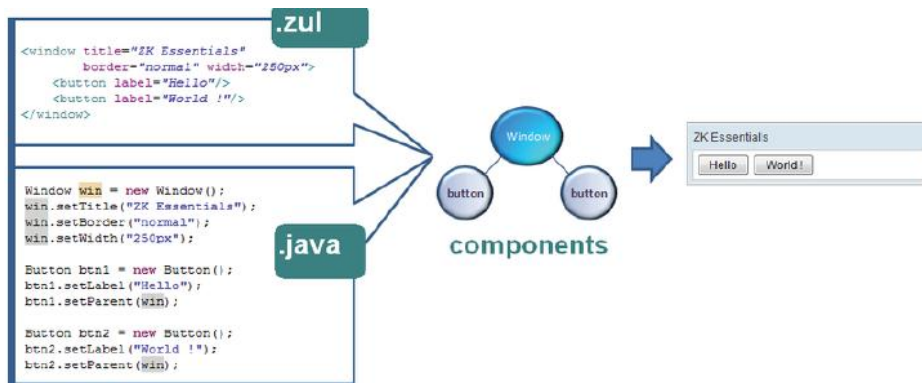 .zul
<window title="ZK Essentials"
border="normal" width="250px">
<button label="Hello"/>
<button label="World !"/>
</window>
Window win = new Window();
win.setTitle("ZK Essentials");
win.setBorder("normal");
win.setWidth("250px");
.java
Button btn1 = new Button();
btn1.setLabel("Hello");
btn1.setParent(win);
Button btn2 = new Button();
btn2.setLabel("World !");
btn2.setParent(win);
Window
button
button
components
ZK Essentials
Hello
World !